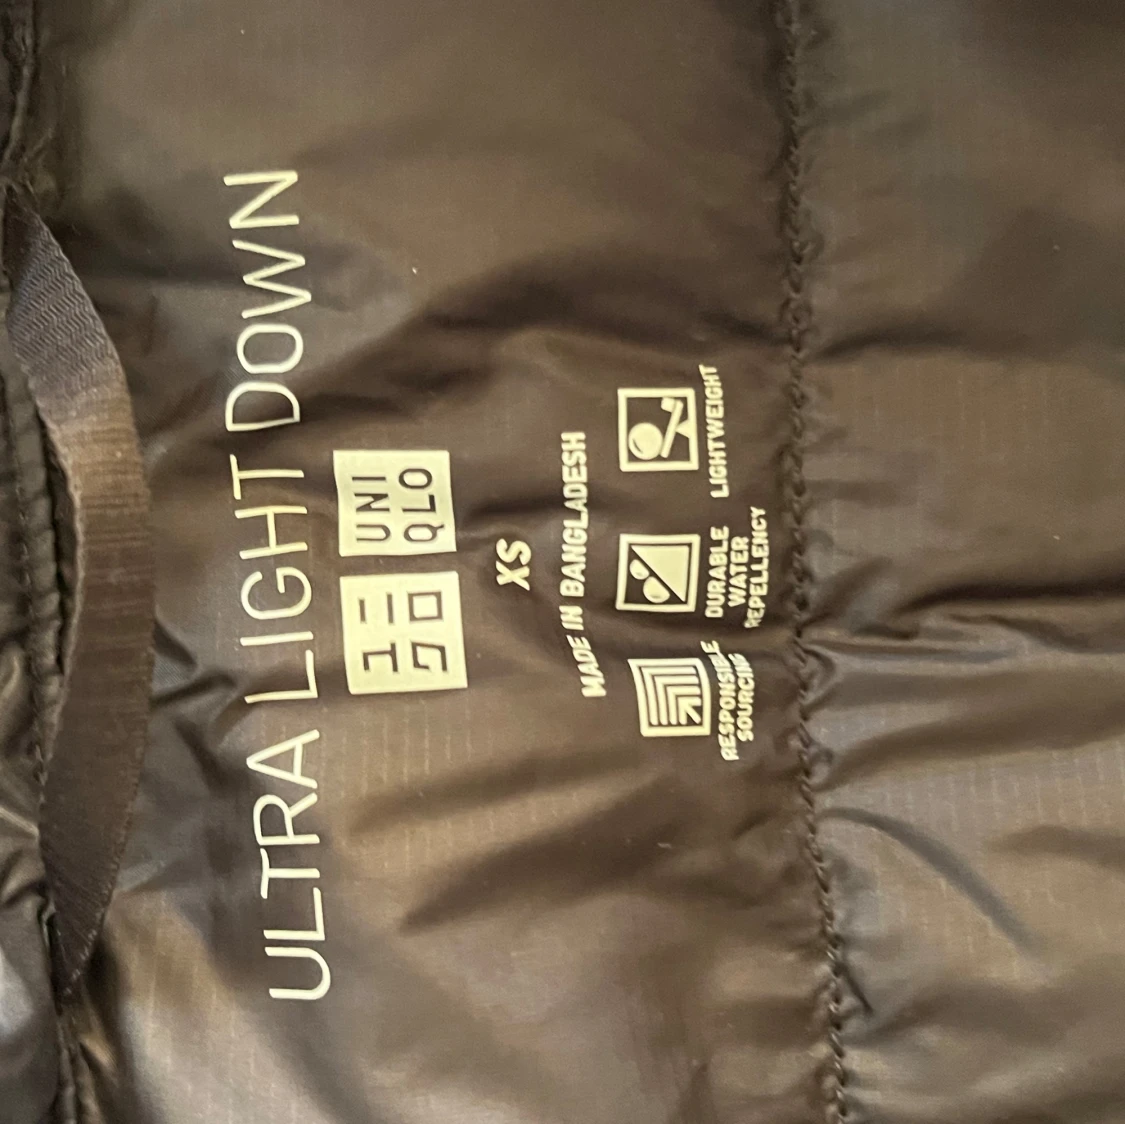 ULTRA LIGHT DOWN
ユニ
クロ
UNI
QLO
XS
MADE IN BANGLADESH
RESPONSIBLE
SOURCING
DURABLE
WATER
REPELLENCY
LIGHTWEIGHT